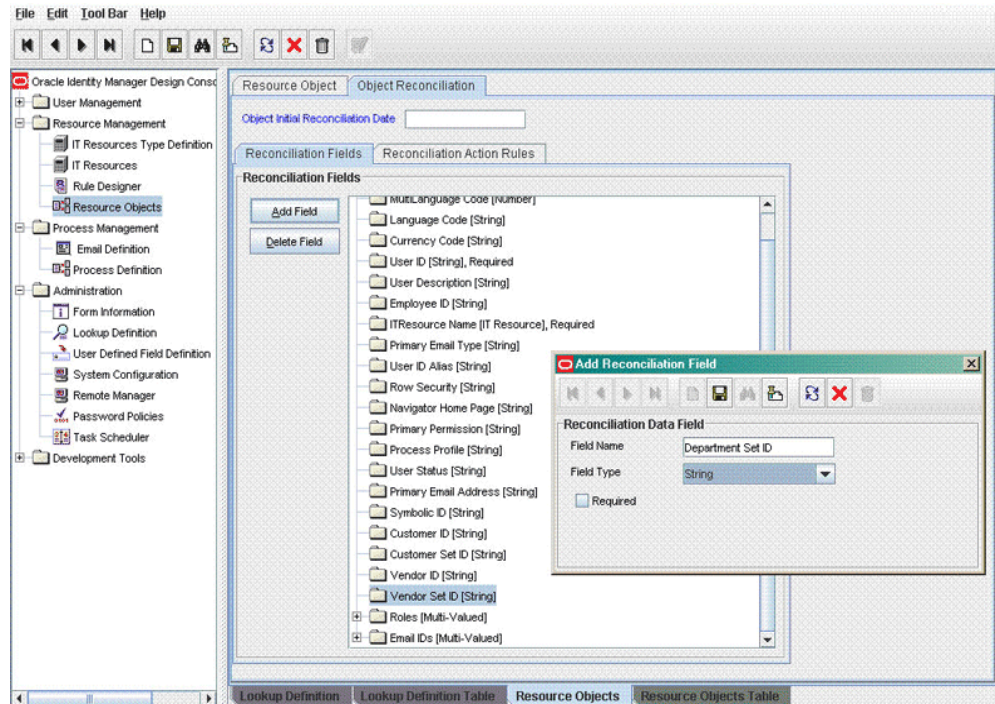 File Edit Tool Bar Help
Oracle Identity Manager Design Conso
User Management
Resource Management
IT Resources Type Definition
IT Resources
Rule Designer
Resource Objects
Process Management
Email Definition
Process Definition
Administration
Form Information
Lookup Definition
User Defined Field Definition
System Configuration
Remote Manager
Password Policies
Task Scheduler
Development Tools
Resource Object Object Reconciliation
Object Initial Reconciliation Date
Reconciliation Fields Reconciliation Action Rules
Reconciliation Fields
Add Field
Delete Field
MultiLanguage Code [Number]
Language Code [String]
Currency Code [String]
User ID [String], Required
User Description [String]
Employee ID [String]
ITResource Name [IT Resource], Required
Primary Email Type [String]
User ID Alias [String]
Row Security [String]
Navigator Home Page [String]
Primary Permission [String]
Process Profile [String]
User Status [String]
Primary Email Address [String]
Symbolic ID [String]
Customer ID [String]
Customer Set ID [String]
Vendor ID [String]
Vendor Set ID [String]
Roles [Multi-Valued]
Email IDs [Multi-Valued]
Add Reconciliation Field
Reconciliation Data Field
Field Name Department Set ID
Field Type String
Required
Lookup Definition Lookup Definition Table Resource Objects Resource Objects Table